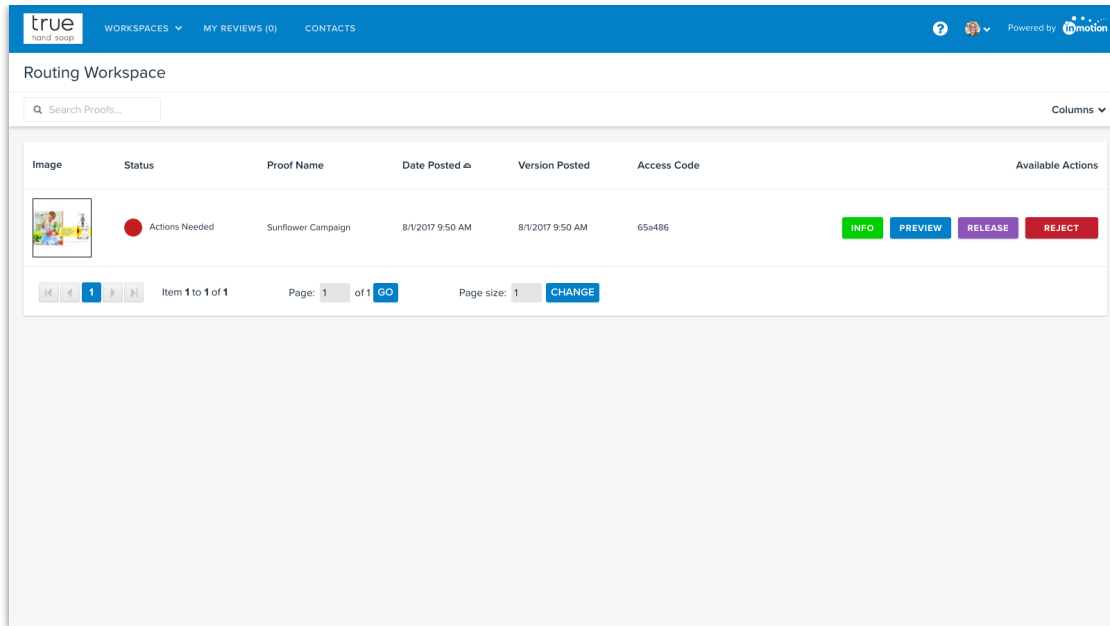 true
hand soap
WORKSPACES MY REVIEWS (0) CONTACTS
? Powered by inmotion
Routing Workspace
Search Proofs...
Columns
Image Status Proof Name Date Posted Version Posted Access Code Available Actions
Actions Needed Sunflower Campaign 8/1/2017 9:50 AM 8/1/2017 9:50 AM 65a486 INFO PREVIEW RELEASE REJECT
1 Item 1 to 1 of 1 Page: 1 of 1 GO Page size: 1 CHANGE